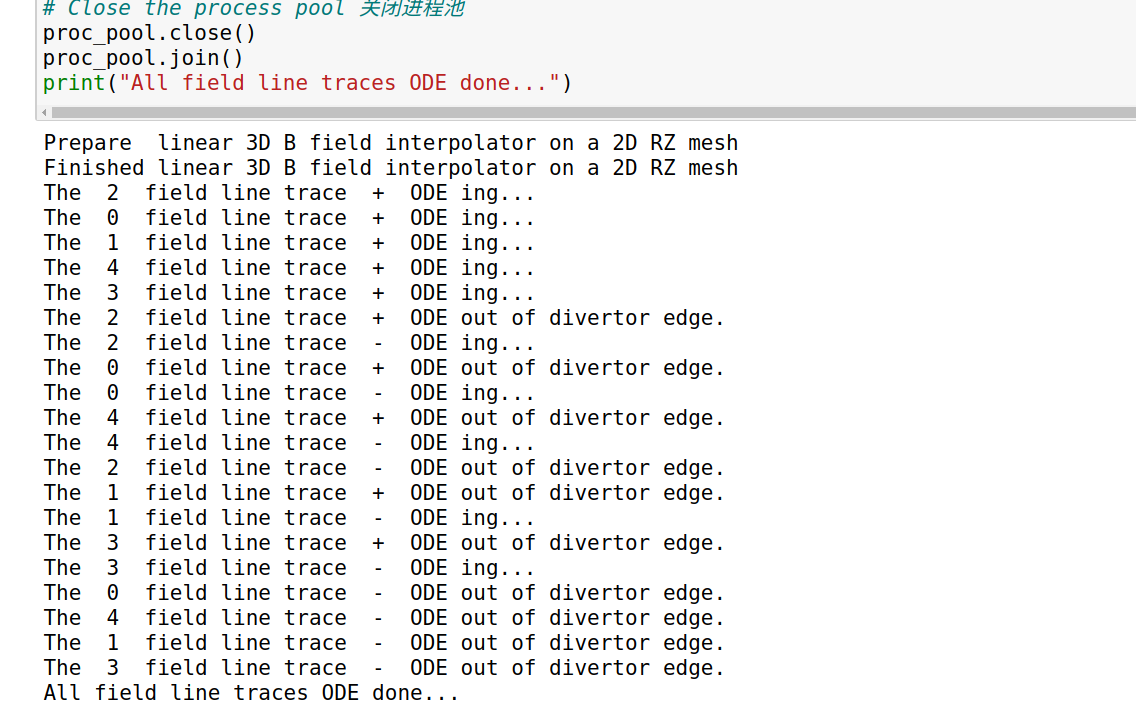 # Close the process pool 关闭进程池
proc_pool.close()
proc_pool.join()
print("All field line traces ODE done...")
Prepare  linear 3D B field interpolator on a 2D RZ mesh
Finished linear 3D B field interpolator on a 2D RZ mesh
The  2  field line trace  +  ODE ing...
The  0  field line trace  +  ODE ing...
The  1  field line trace  +  ODE ing...
The  4  field line trace  +  ODE ing...
The  3  field line trace  +  ODE ing...
The  2  field line trace  +  ODE out of divertor edge.
The  2  field line trace  -  ODE ing...
The  0  field line trace  +  ODE out of divertor edge.
The  0  field line trace  -  ODE ing...
The  4  field line trace  +  ODE out of divertor edge.
The  4  field line trace  -  ODE ing...
The  2  field line trace  -  ODE out of divertor edge.
The  1  field line trace  +  ODE out of divertor edge.
The  1  field line trace  -  ODE ing...
The  3  field line trace  +  ODE out of divertor edge.
The  3  field line trace  -  ODE ing...
The  0  field line trace  -  ODE out of divertor edge.
The  4  field line trace  -  ODE out of divertor edge.
The  1  field line trace  -  ODE out of divertor edge.
The  3  field line trace  -  ODE out of divertor edge.
All field line traces ODE done...